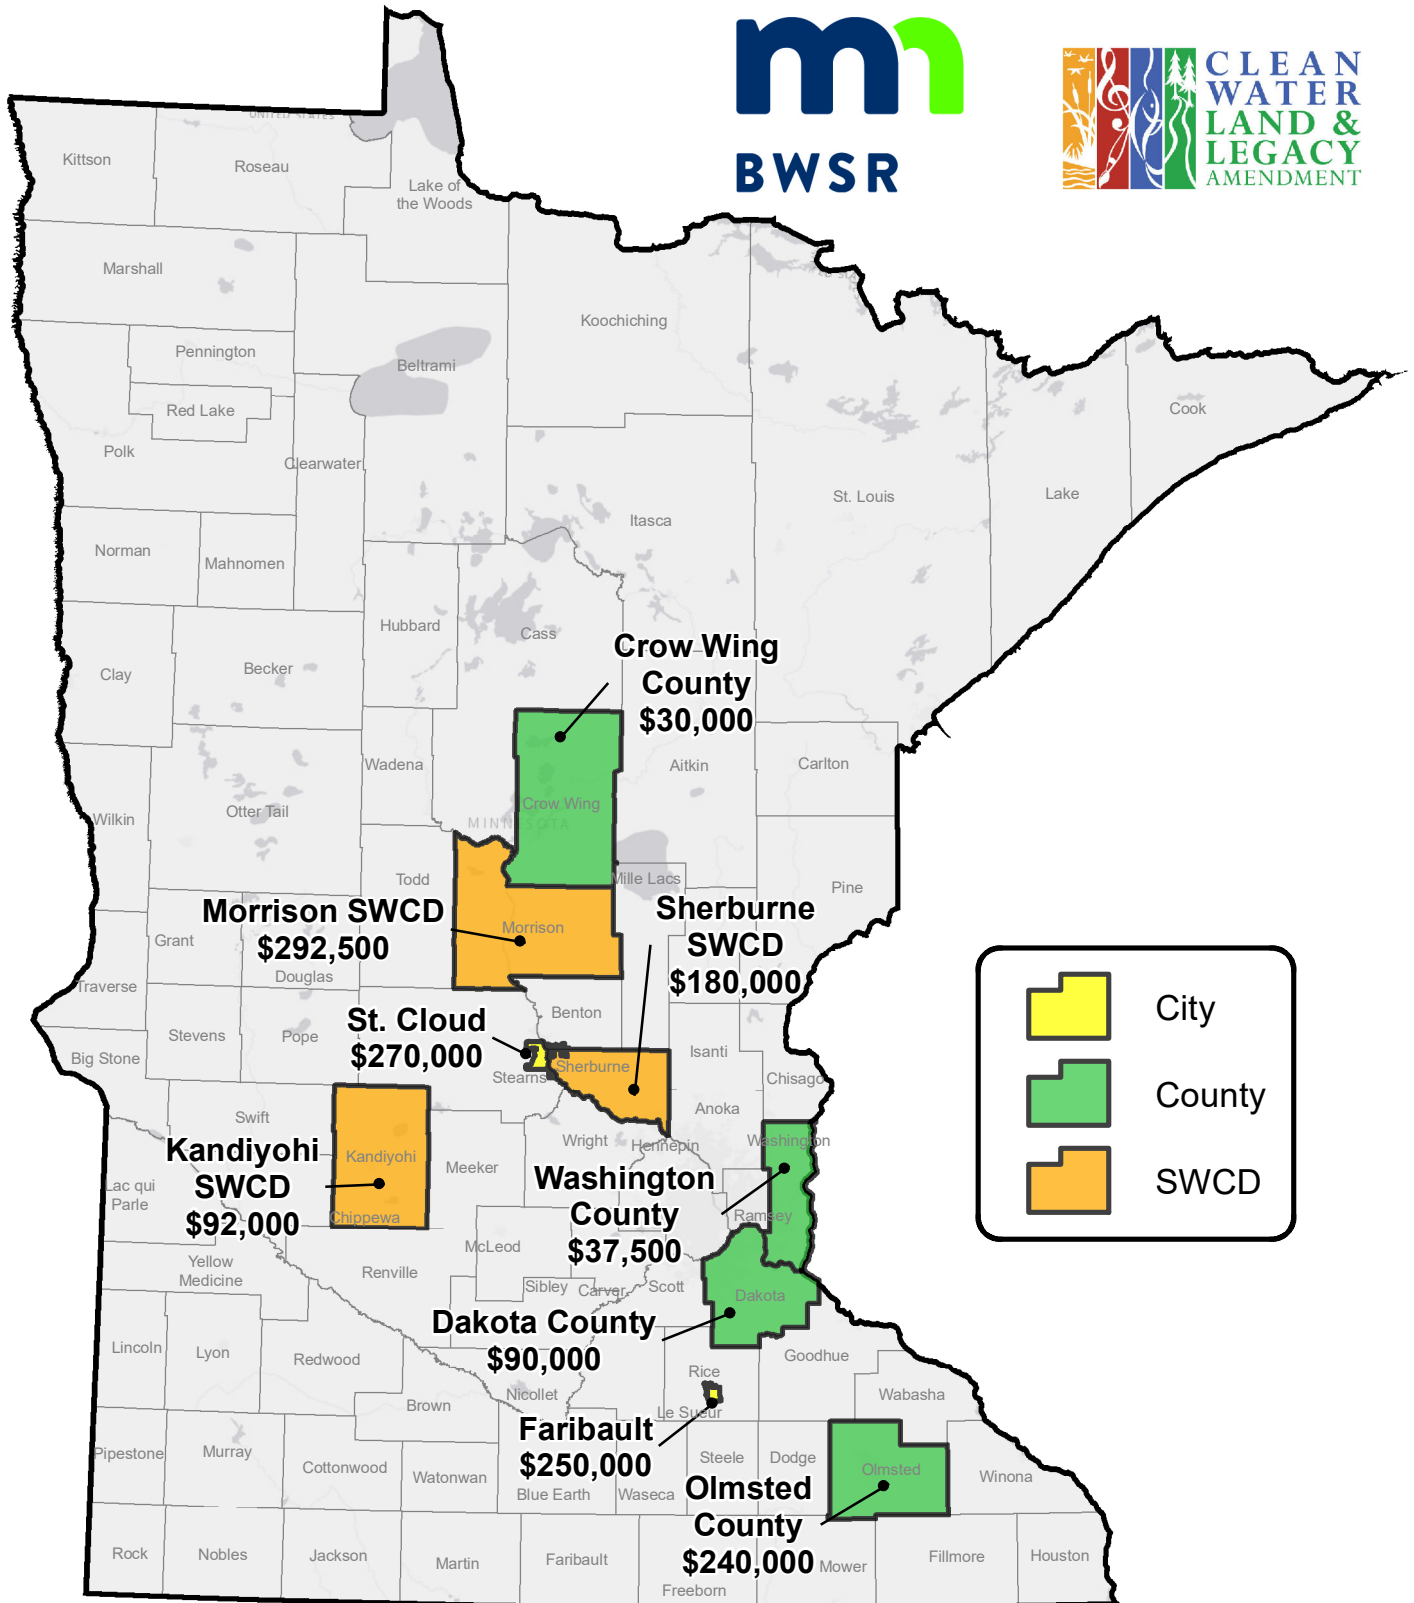 BWSR
CLEAN
WATER
LAND &
LEGACY
AMENDMENT
UNITED STATES
Kittson
Roseau
Lake of
the Woods
Marshall
Koochiching
Pennington
Beltrami
Red Lake
Cook
Polk
Clearwater
St. Louis
Lake
Itasca
Norman
Mahnomen
Hubbard
Cass
Crow Wing
County
$30,000
Clay
Becker
Wadena
Aitkin
Carlton
Crow Wing
MINNESOTA
Otter Tail
Wilkin
Todd
Mille Lacs
Pine
Morrison SWCD
$292,500
Morrison
Sherburne
SWCD
$180,000
Grant
Douglas
Traverse
St. Cloud
$270,000
Benton
City
Stevens
Pope
Big Stone
Stearns
Sherburne
Isanti
Chisago
County
Swift
Anoka
Kandiyohi
SWCD
$92,000
Kandiyohi
Meeker
Wright
Hennepin
Washington
Washington
County
$37,500
SWCD
Lac qui
Parle
Chippewa
Ramsey
Yellow
Medicine
Renville
McLeod
Sibley
Carver
Scott
Dakota
Dakota County
$90,000
Lincoln
Lyon
Redwood
Rice
Goodhue
Nicollet
Brown
Le Sueur
Wabasha
Faribault
$250,000
Pipestone
Murray
Cottonwood
Watonwan
Blue Earth
Waseca
Steele
Dodge
Olmsted
Winona
Olmsted
County
$240,000
Rock
Nobles
Jackson
Martin
Faribault
Freeborn
Mower
Fillmore
Houston